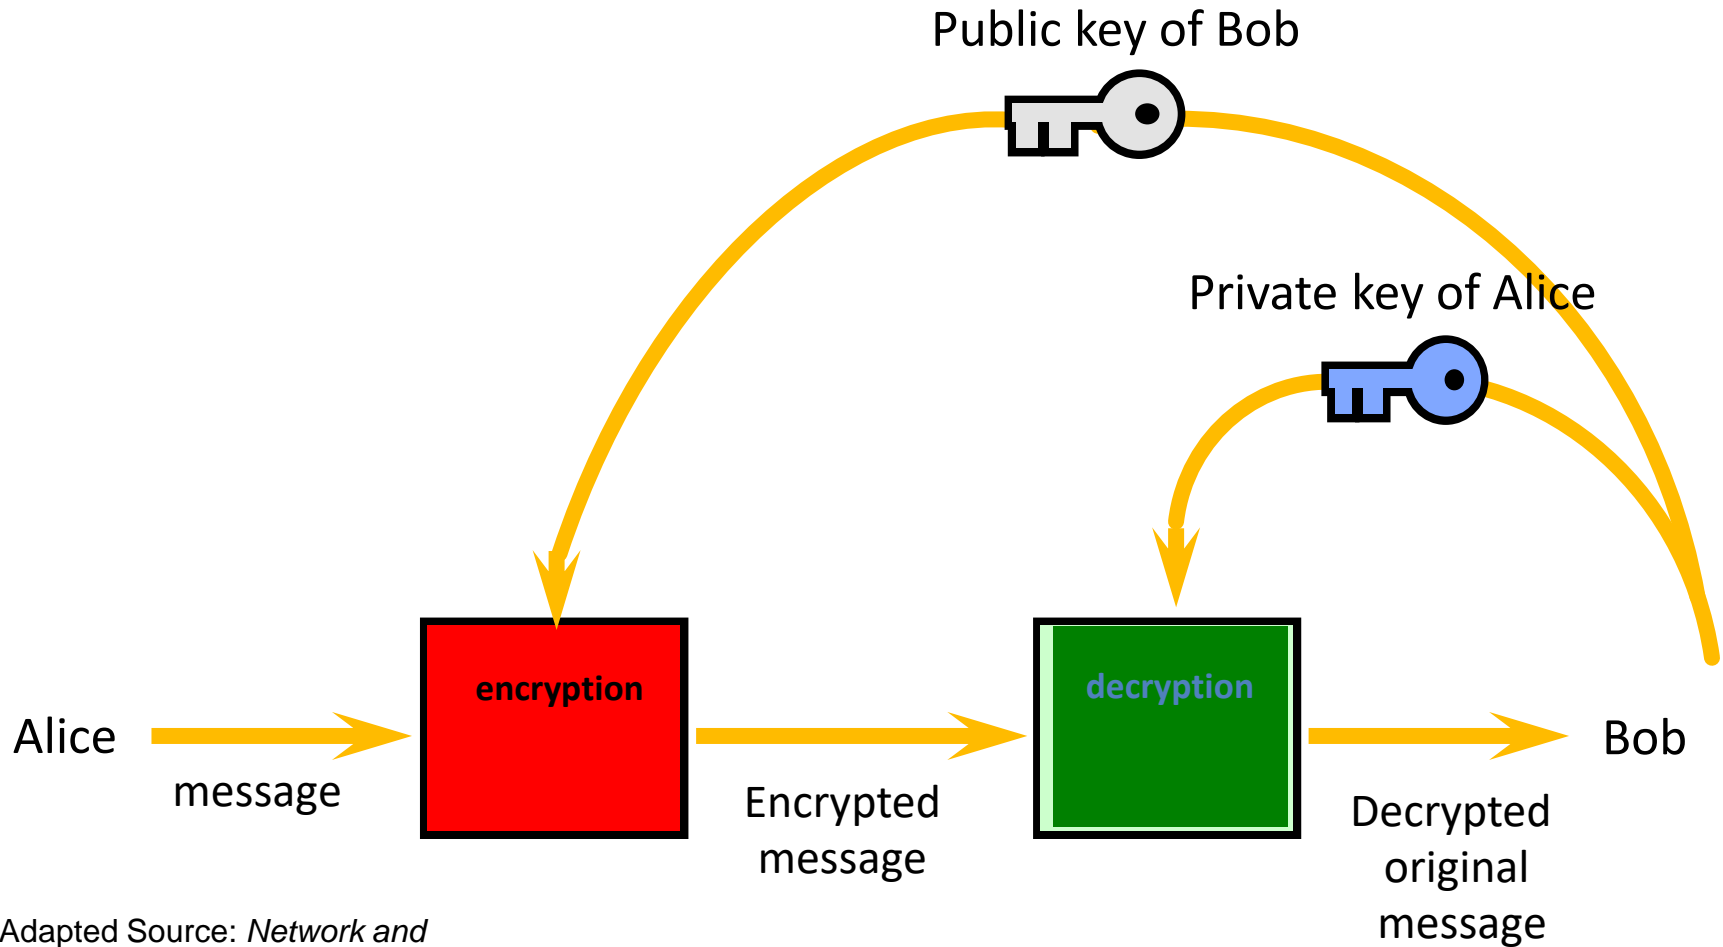 Public key of Bob
Private key of Alice
encryption
decryption
Alice
Bob
message
Encrypted
message
Decrypted
original
message
Adapted Source: Network and